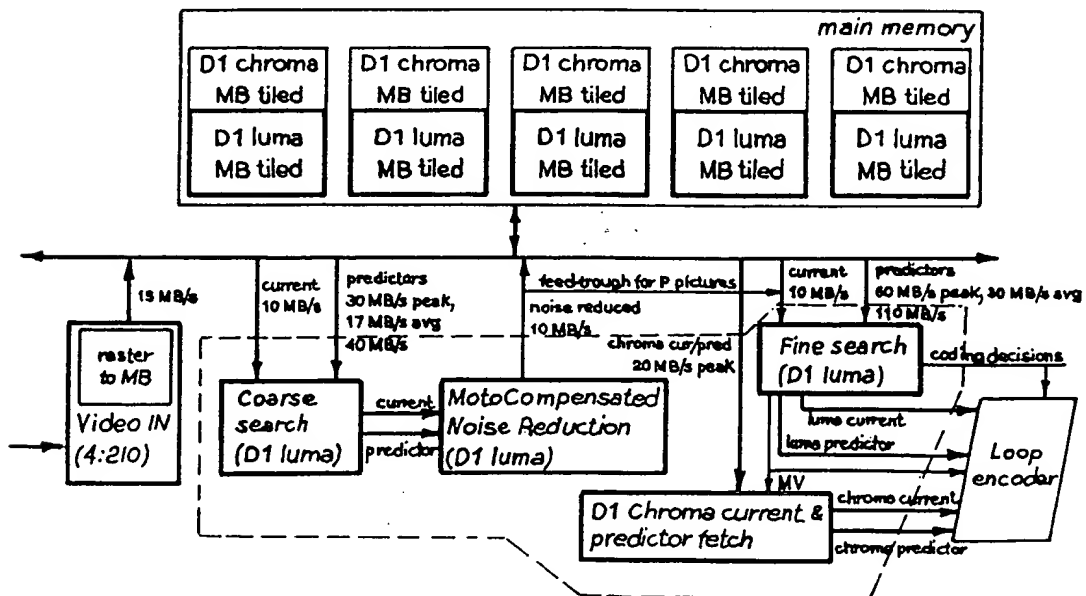 main memory
D1 chroma
MB tiled
D1 luma
MB tiled
D1 chroma
MB tiled
D1 luma
MB tiled
D1 chroma
MB tiled
D1 luma
MB tiled
D1 chroma
MB tiled
D1 luma
MB tiled
D1 chroma
MB tiled
D1 luma
MB tiled
15 MB/s
current
10 MB/s
predictors
30 MB/s peak,
17 MB/s avg
40 MB/s
feed-trough for P pictures
noise reduced
10 MB/s
chroma cur/pred
20 MB/s peak
current
10 MB/s
predictors
60 MB/s peak, 30 MB/s avg
110 MB/s
raster
to MB
Video IN
(4:210)
Coarse
search
(D1 luma)
current
predictor
MotoCompensated
Noise Reduction
(D1 luma)
Fine search
(D1 luma)
coding decisions
luma current
luma predictor
MV
Loop
encoder
D1 Chroma current &
predictor fetch
chroma current
chroma predictor